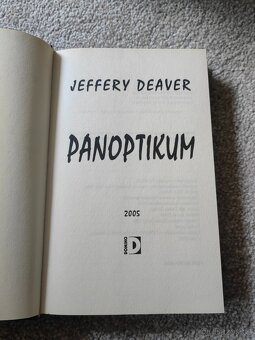 JEFFERY DEAVER
PANOPTIKUM
2005
DOMINO
D